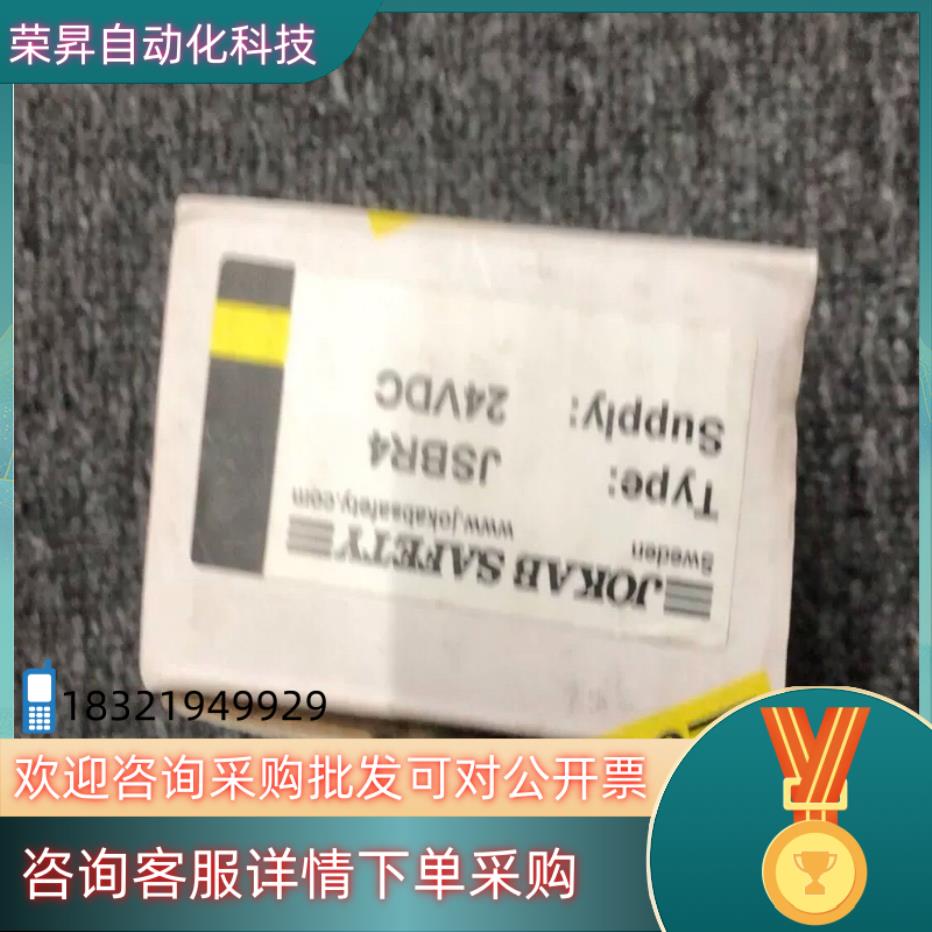 荣昇自动化科技
JOKAB SAFETY
Sweden
www.jokabsafety.com
Type:
JSBR4
Supply:
24VDC
18321949929
欢迎咨询采购批发可对公开票
咨询客服详情下单采购